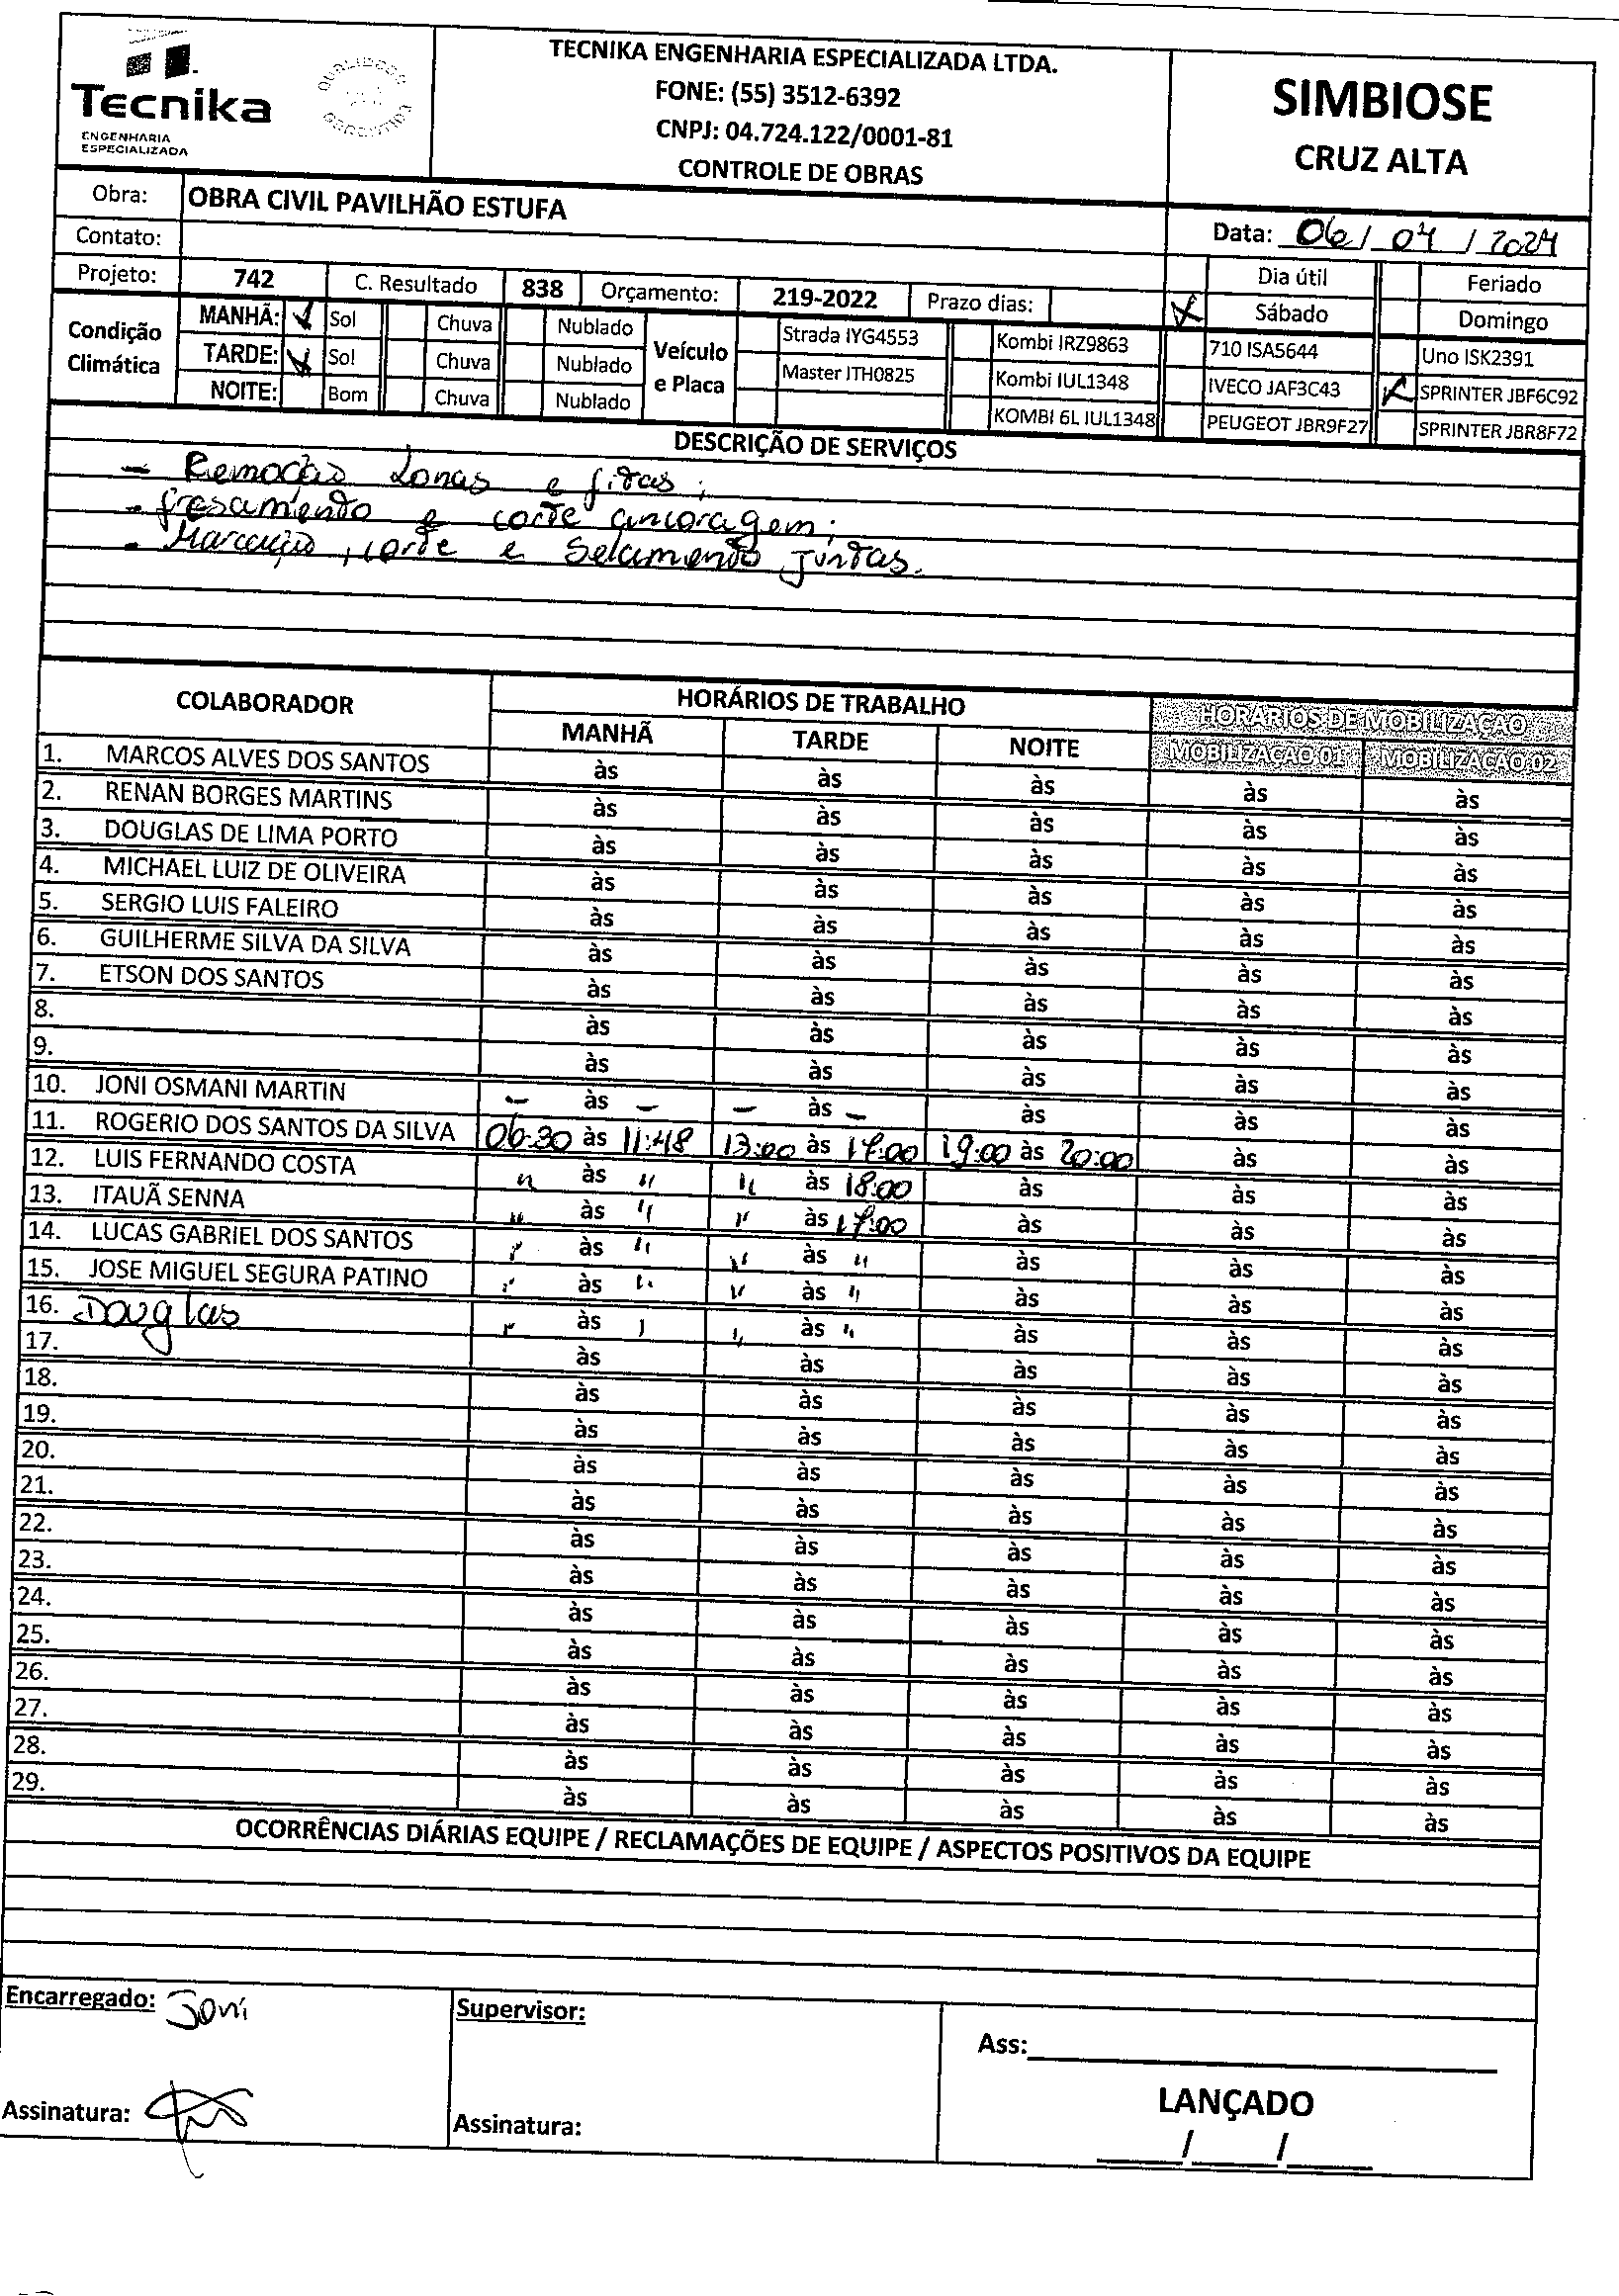 Tecnika
ENGENHARIA
ESPECIALIZADA
QUALIDADE GARANTIDA
TECNIKA ENGENHARIA ESPECIALIZADA LTDA.
FONE: (55) 3512-6392
CNPJ: 04.724.122/0001-81
CONTROLE DE OBRAS
SIMBIOSE
CRUZ ALTA
Obra: OBRA CIVIL PAVILHÃO ESTUFA
Contato:
Data: 06/04/2024
Projeto: 742 C. Resultado 838 Orçamento: 219-2022 Prazo dias:
Dia útil Feriado
Sábado Domingo
Condição Climática
MANHÃ: Sol Chuva Nublado
TARDE: Sol Chuva Nublado
NOITE: Bom Chuva Nublado
Veículo e Placa
Strada IYG4553 Kombi IRZ9863 710 ISA5644 Uno ISK2391
Master ITH0825 Kombi IUL1348 IVECO JAF3C43 SPRINTER JBF6C92
KOMBI 6L IUL1348 PEUGEOT JBR9F27 SPRINTER JBR8F72
DESCRIÇÃO DE SERVIÇOS
- Remoção Lonas e fitas;
- fresamento e corte ancoragem;
- Marcação, corte e Selamento Juntas.
COLABORADOR HORÁRIOS DE TRABALHO HORÁRIOS DE MOBILIZAÇÃO
MANHÃ TARDE NOITE MOBILIZAÇÃO 01 MOBILIZAÇÃO 02
1. MARCOS ALVES DOS SANTOS às às às às às
2. RENAN BORGES MARTINS às às às às às
3. DOUGLAS DE LIMA PORTO às às às às às
4. MICHAEL LUIZ DE OLIVEIRA às às às às às
5. SERGIO LUIS FALEIRO às às às às às
6. GUILHERME SILVA DA SILVA às às às às às
7. ETSON DOS SANTOS às às às às às
8. às às às às às
9. às às às às às
10. JONI OSMANI MARTIN - às - - às - às às às
11. ROGERIO DOS SANTOS DA SILVA 06:30 às 11:48 13:00 às 17:00 19:00 às 20:00 às às
12. LUIS FERNANDO COSTA " às " " às 18:00 às às às
13. ITAUÃ SENNA " às " " às 17:00 às às às
14. LUCAS GABRIEL DOS SANTOS " às " " às " às às às
15. JOSE MIGUEL SEGURA PATINO " às " " às " às às às
16. Douglas " às " " às " às às às
17. às às às às às
18. às às às às às
19. às às às às às
20. às às às às às
21. às às às às às
22. às às às às às
23. às às às às às
24. às às às às às
25. às às às às às
26. às às às às às
27. às às às às às
28. às às às às às
29. às às às às às
OCORRÊNCIAS DIÁRIAS EQUIPE / RECLAMAÇÕES DE EQUIPE / ASPECTOS POSITIVOS DA EQUIPE
Encarregado: Joni
Supervisor:
Ass:
LANÇADO
Assinatura:
Assinatura:
___/___/___